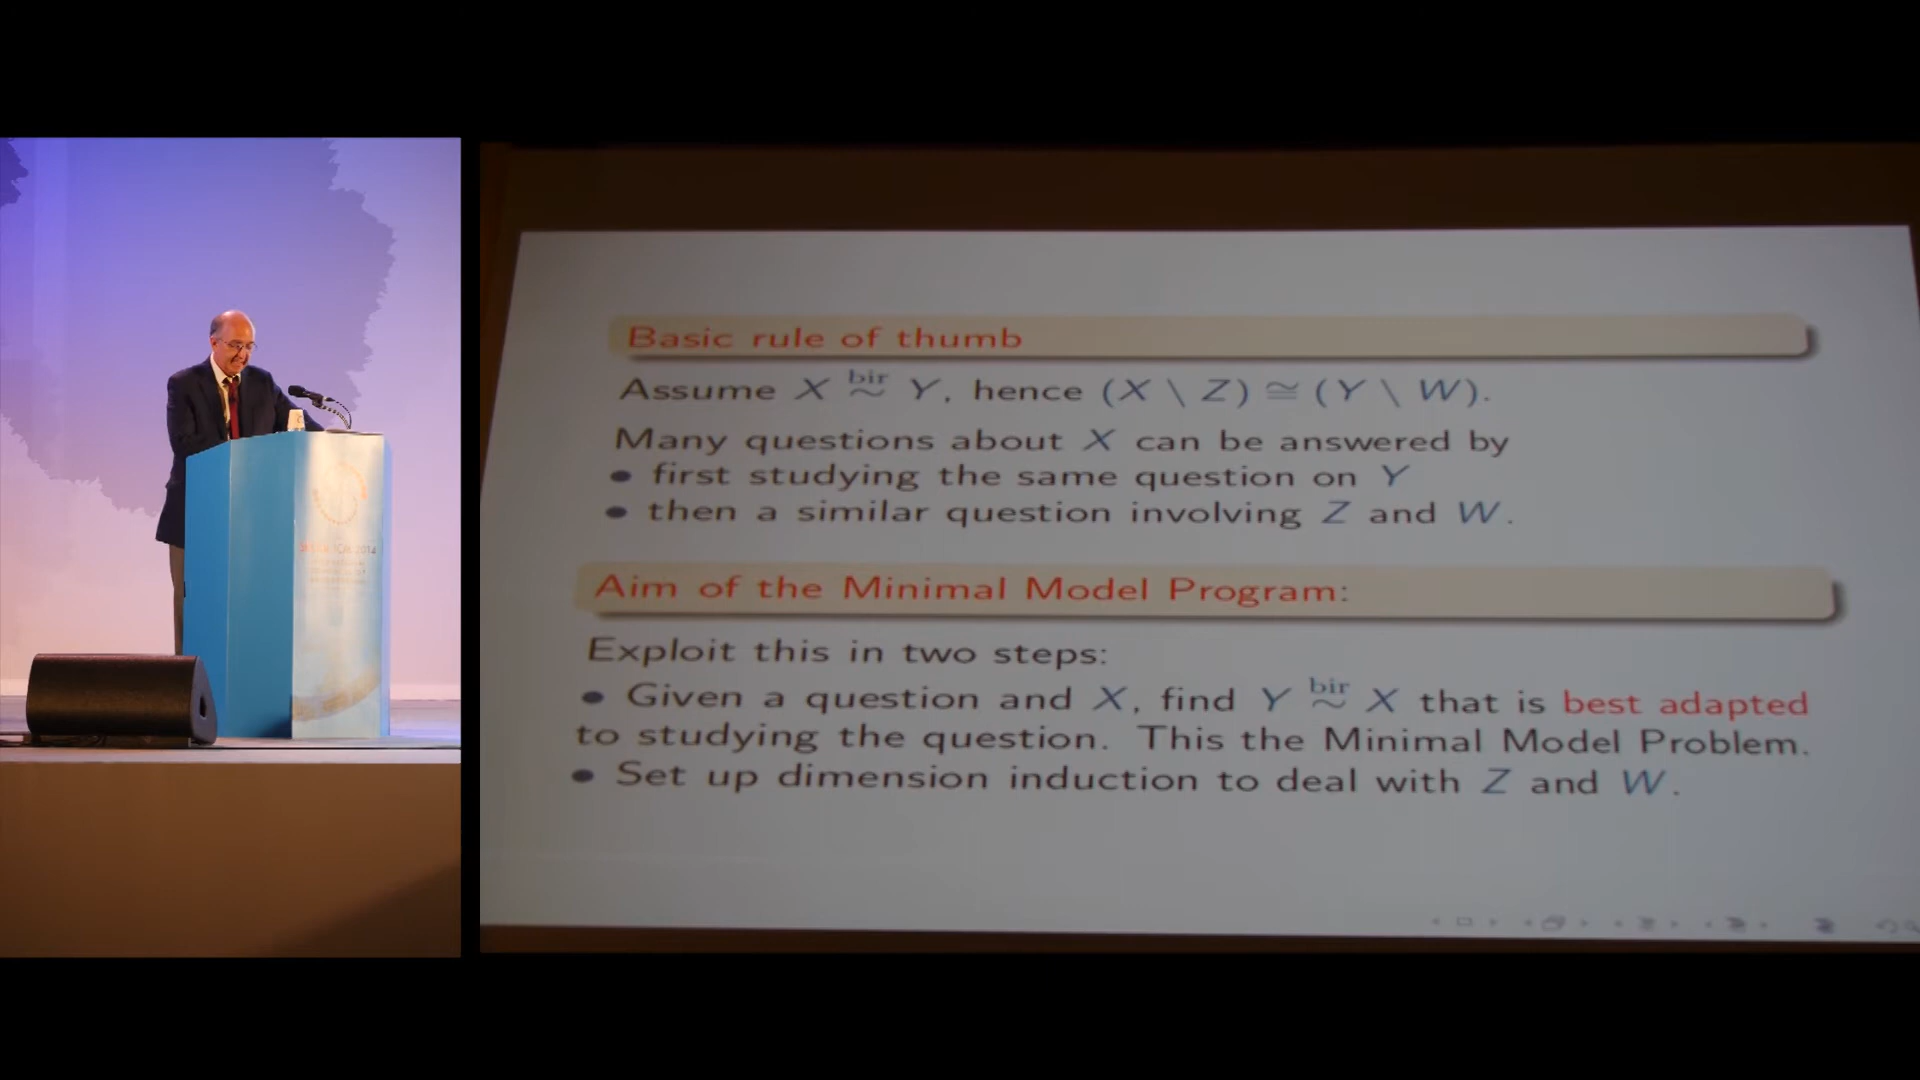 Basic rule of thumb
Assume X bir ~ Y, hence (X \ Z) ≅ (Y \ W).
Many questions about X can be answered by
• first studying the same question on Y
• then a similar question involving Z and W.
Aim of the Minimal Model Program:
Exploit this in two steps:
• Given a question and X, find Y bir ~ X that is best adapted
to studying the question. This the Minimal Model Problem.
• Set up dimension induction to deal with Z and W.